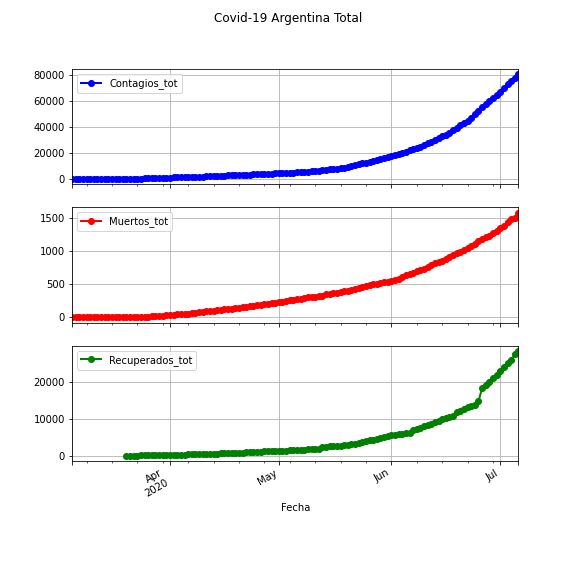 Covid-19 Argentina Total
80000
60000
40000
20000
0
Contagios_tot
1500
1000
500
0
Muertos_tot
20000
10000
0
Recuperados_tot
Apr
2020
May
Jun
Jul
Fecha